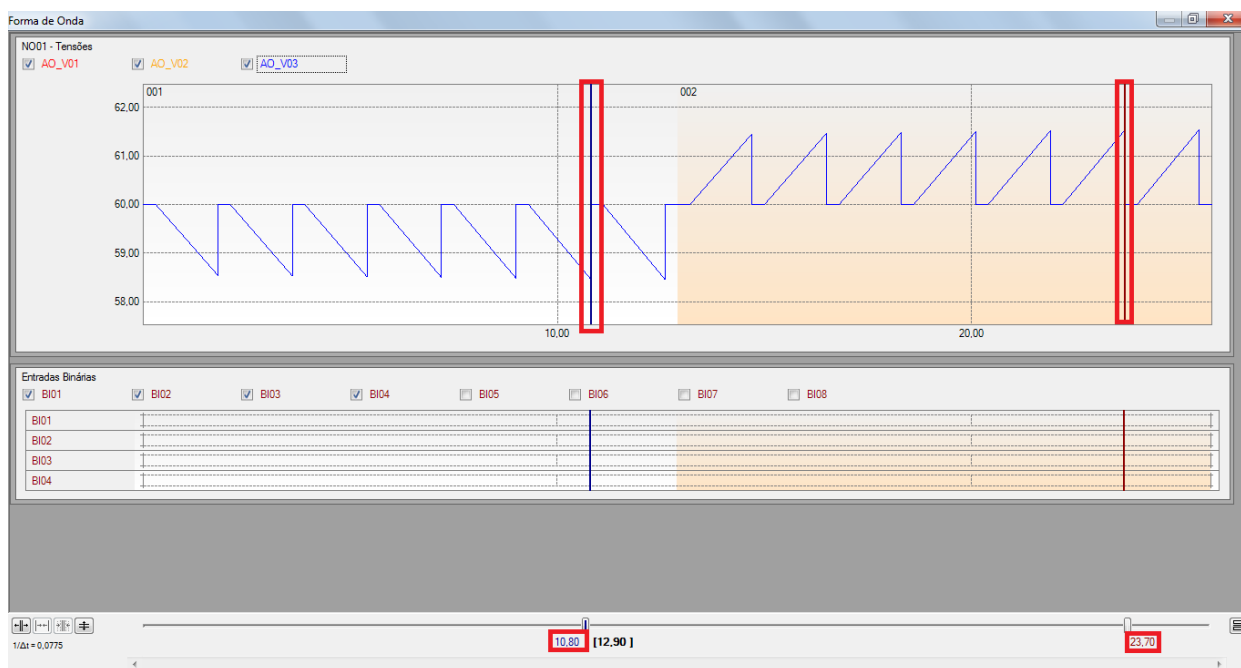 Forma de Onda
NO01 - Tensões
AO_V01 AO_V02 AO_V03
001 002
62,00
61,00
60,00
59,00
58,00
10,00 20,00
Entradas Binárias
BI01 BI02 BI03 BI04 BI05 BI06 BI07 BI08
BI01
BI02
BI03
BI04
10,80 [12,90 ] 23,70
1/Δt = 0,0775